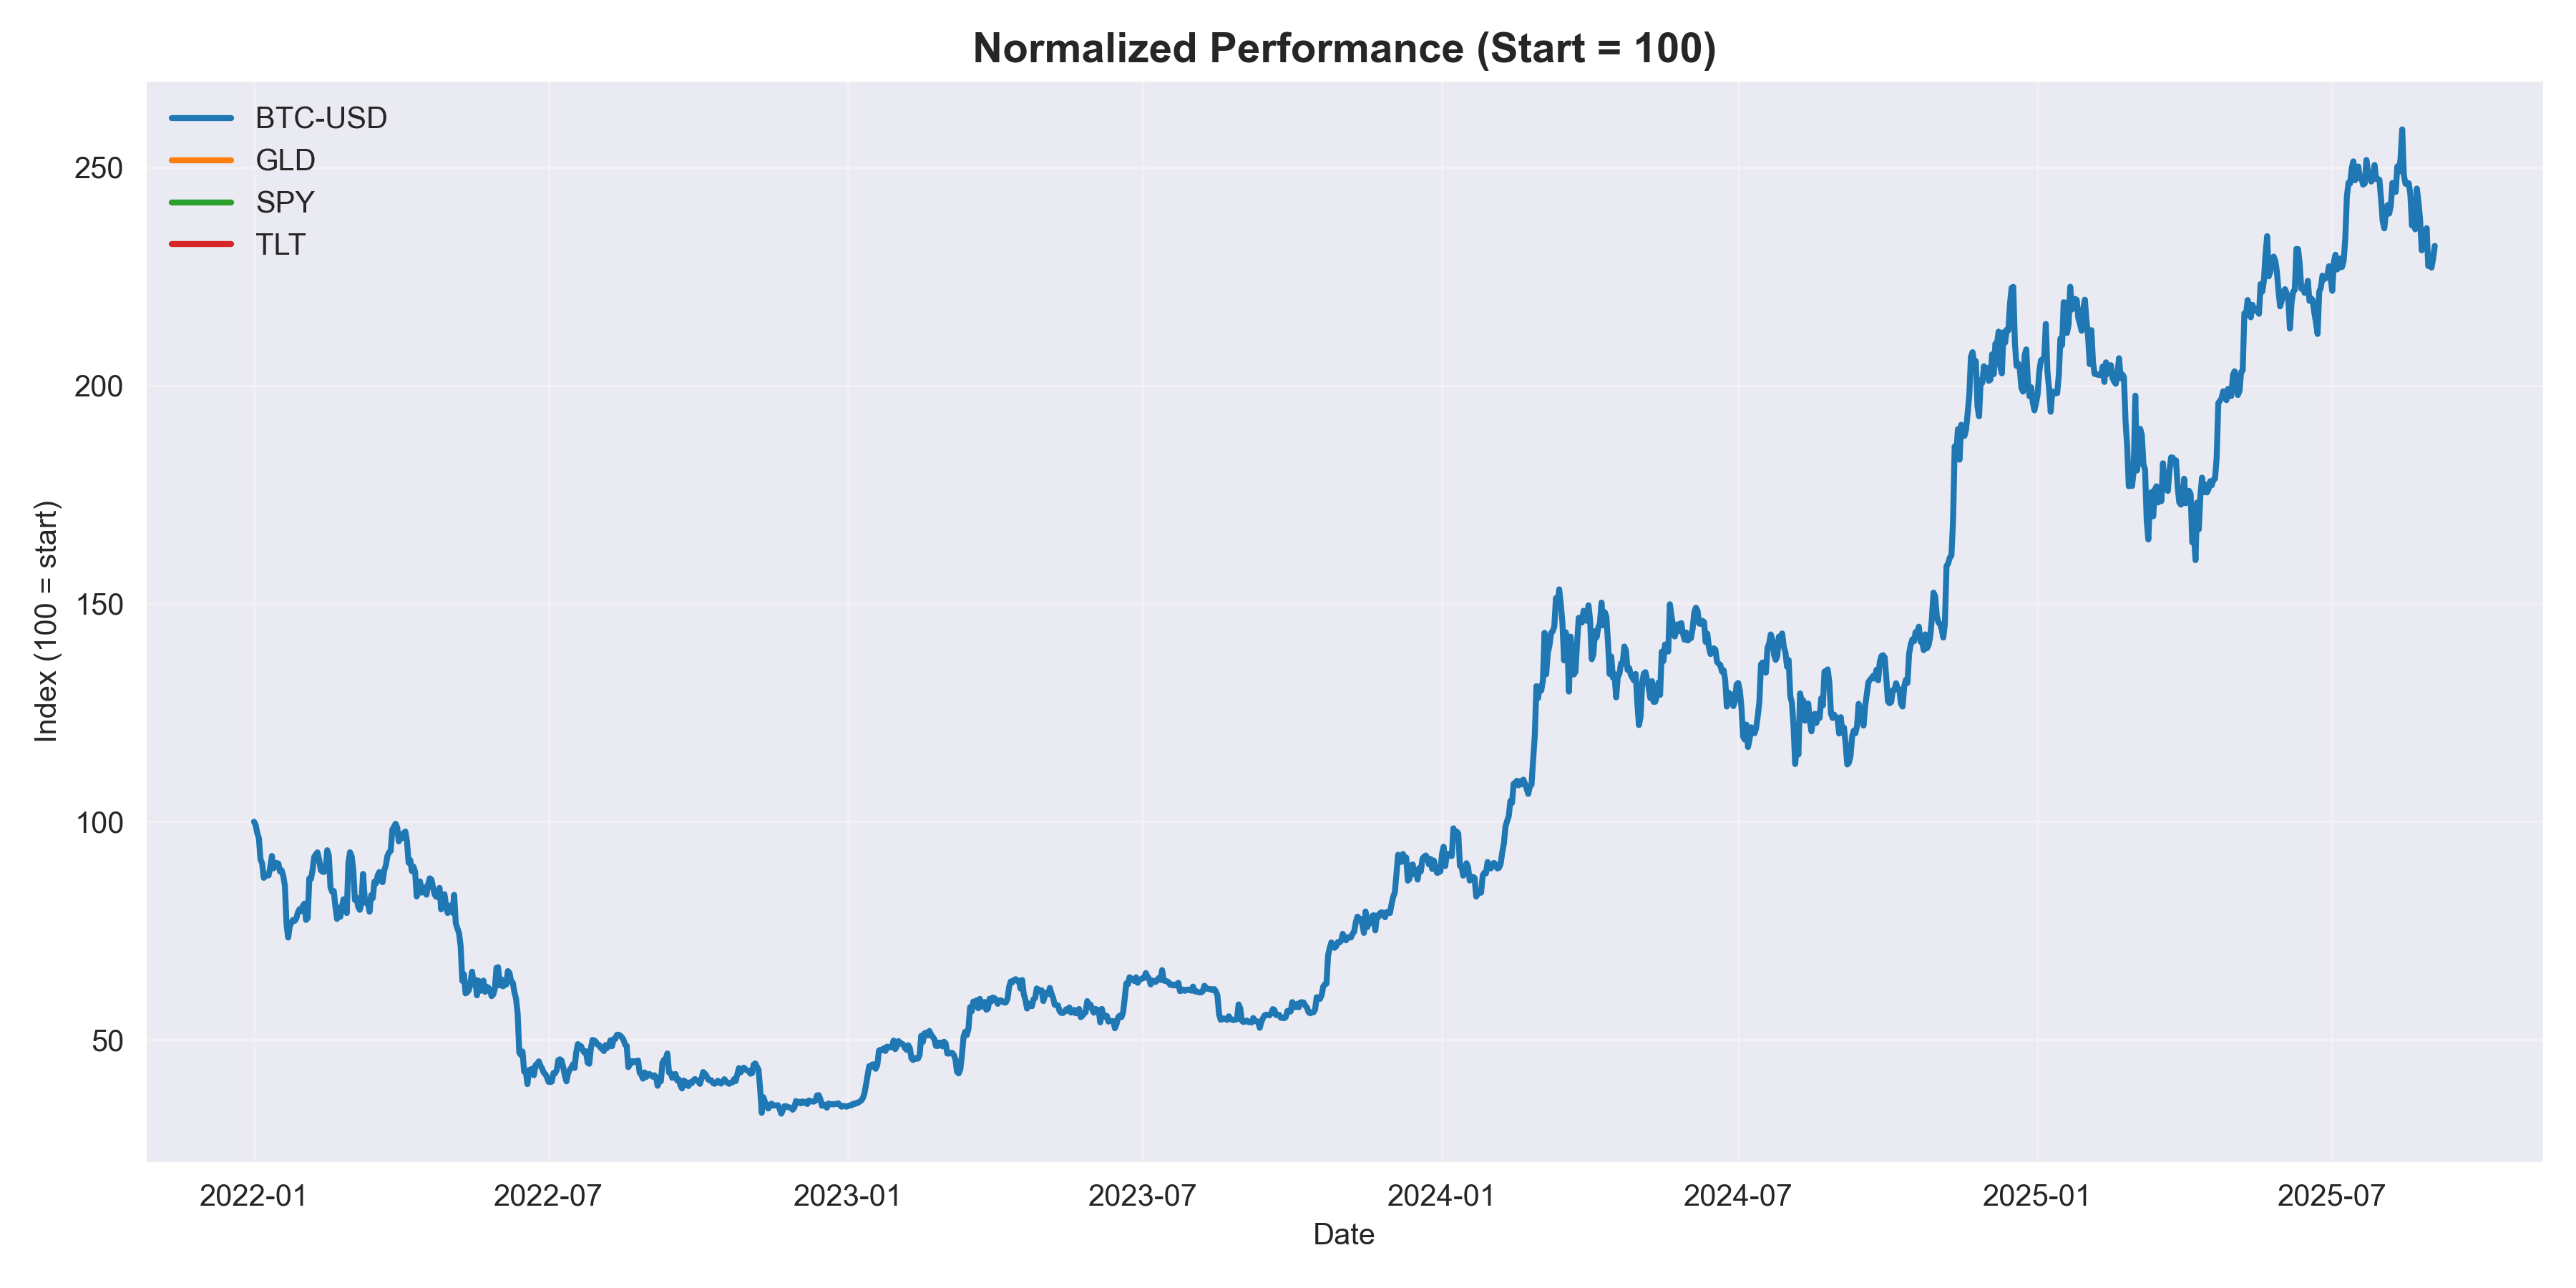 Normalized Performance (Start = 100)
BTC-USD
GLD
SPY
TLT
Index (100 = start)
250
200
150
100
50
2022-01
2022-07
2023-01
2023-07
2024-01
2024-07
2025-01
2025-07
Date